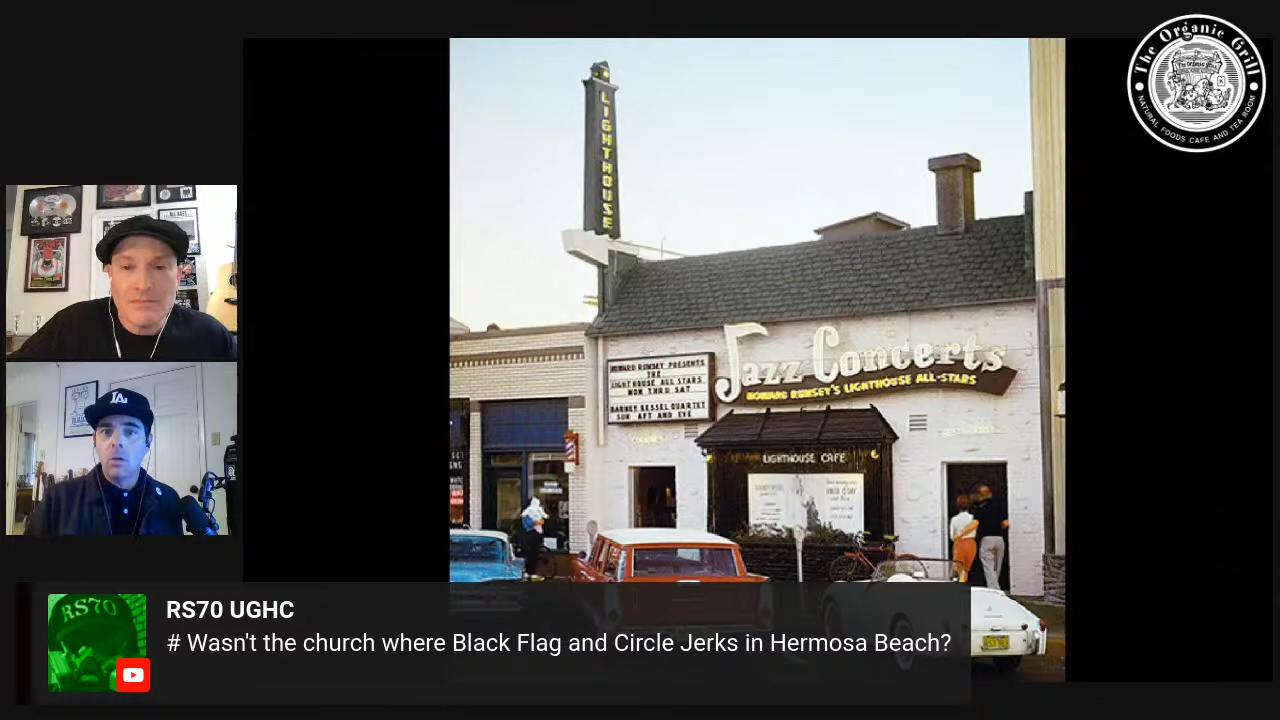 The Organic Grill
NATURAL FOODS CAFE AND TEA ROOM
LIGHTHOUSE
Jazz Concerts
HOWARD RUMSEY'S LIGHTHOUSE ALL-STARS
HOWARD RUMSEY PRESENTS
THE
LIGHTHOUSE ALL STARS
MON THRU SAT
BARNEY KESSEL QUARTET
SUN AFT AND EVE
LIGHTHOUSE CAFE
LA
RS70
RS70 UGHC
# Wasn't the church where Black Flag and Circle Jerks in Hermosa Beach?